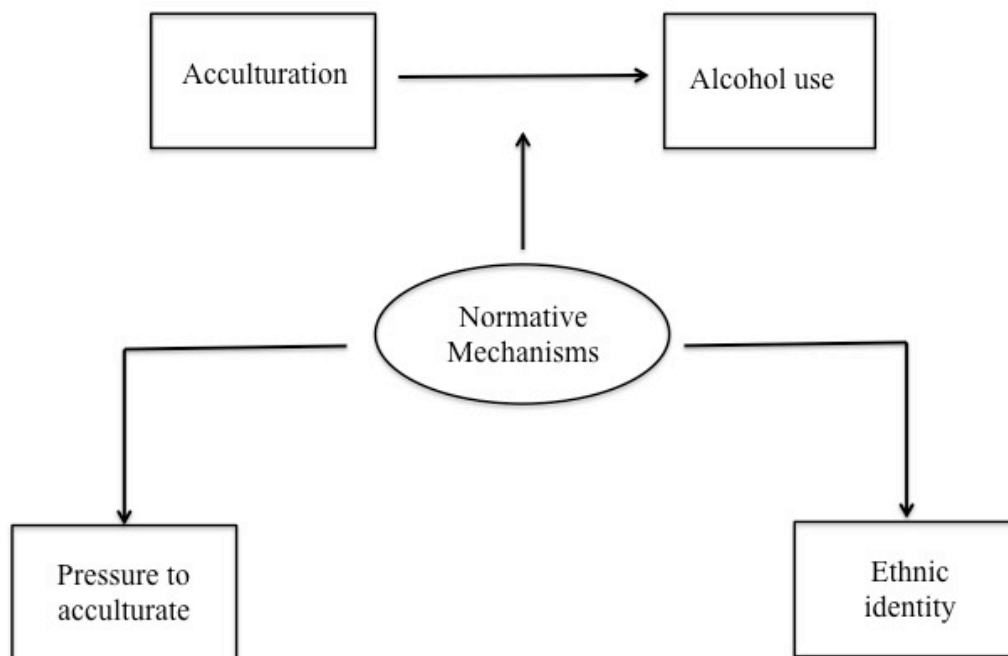 Acculturation
Alcohol use
Normative
Mechanisms
Pressure to
acculturate
Ethnic
identity